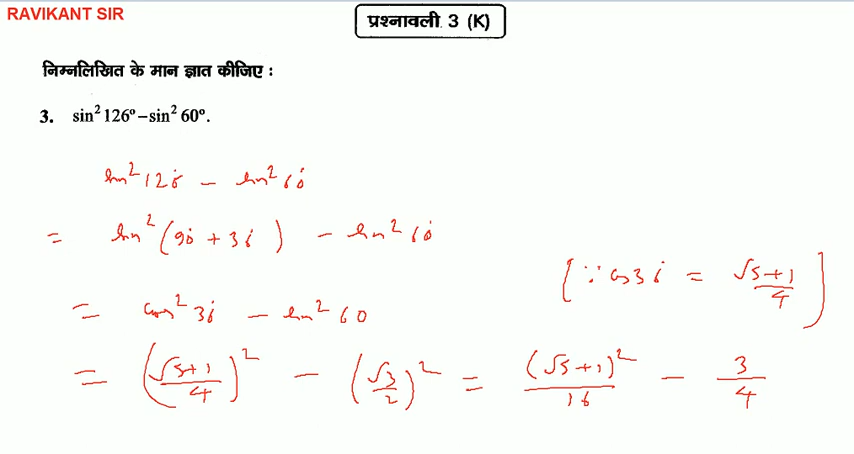 RAVIKANT SIR
प्रश्नावली 3 (K)
निम्नलिखित के मान ज्ञात कीजिए :
3. sin² 126° – sin² 60°.
sin² 126° – sin² 60°
= sin² (90° + 36°) – sin² 60°
= cos² 36° – sin² 60
[∵ cos 36° = (√5+1)/4]
= ((√5+1)/4)² – (√3/2)² = (√5+1)²/16 – 3/4